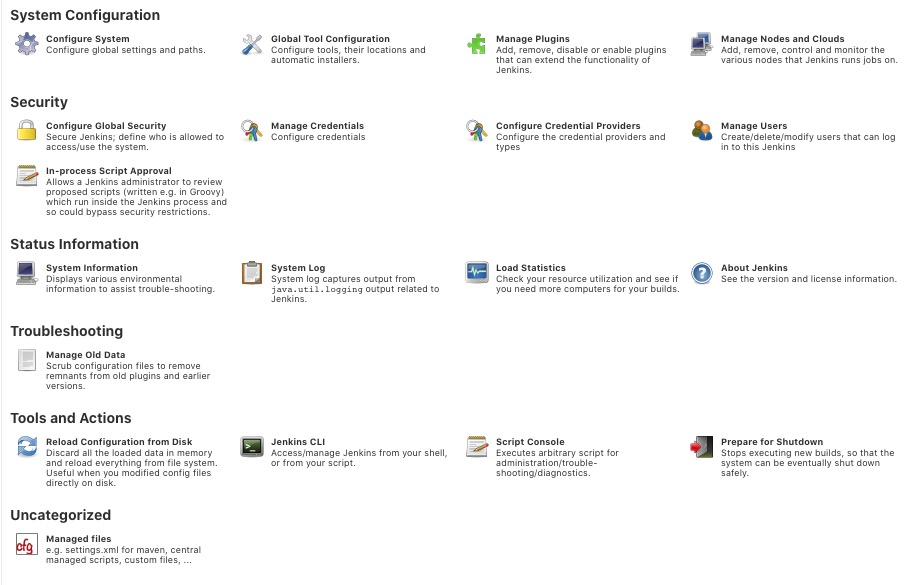 System Configuration
Configure System
Configure global settings and paths.
Global Tool Configuration
Configure tools, their locations and
automatic installers.
Manage Plugins
Add, remove, disable or enable plugins
that can extend the functionality of
Jenkins.
Manage Nodes and Clouds
Add, remove, control and monitor the
various nodes that Jenkins runs jobs on.
Security
Configure Global Security
Secure Jenkins; define who is allowed to
access/use the system.
Manage Credentials
Configure credentials
Configure Credential Providers
Configure the credential providers and
types
Manage Users
Create/delete/modify users that can log
in to this Jenkins
In-process Script Approval
Allows a Jenkins administrator to review
proposed scripts (written e.g. in Groovy)
which run inside the Jenkins process and
so could bypass security restrictions.
Status Information
System Information
Displays various environmental
information to assist trouble-shooting.
System Log
System log captures output from
java.util.logging output related to
Jenkins.
Load Statistics
Check your resource utilization and see if
you need more computers for your builds.
About Jenkins
See the version and license information.
Troubleshooting
Manage Old Data
Scrub configuration files to remove
remnants from old plugins and earlier
versions.
Tools and Actions
Reload Configuration from Disk
Discard all the loaded data in memory
and reload everything from file system.
Useful when you modified config files
directly on disk.
Jenkins CLI
Access/manage Jenkins from your shell,
or from your script.
Script Console
Executes arbitrary script for
administration/trouble-
shooting/diagnostics.
Prepare for Shutdown
Stops executing new builds, so that the
system can be eventually shut down
safely.
Uncategorized
cfg
Managed files
e.g. settings.xml for maven, central
managed scripts, custom files, ...